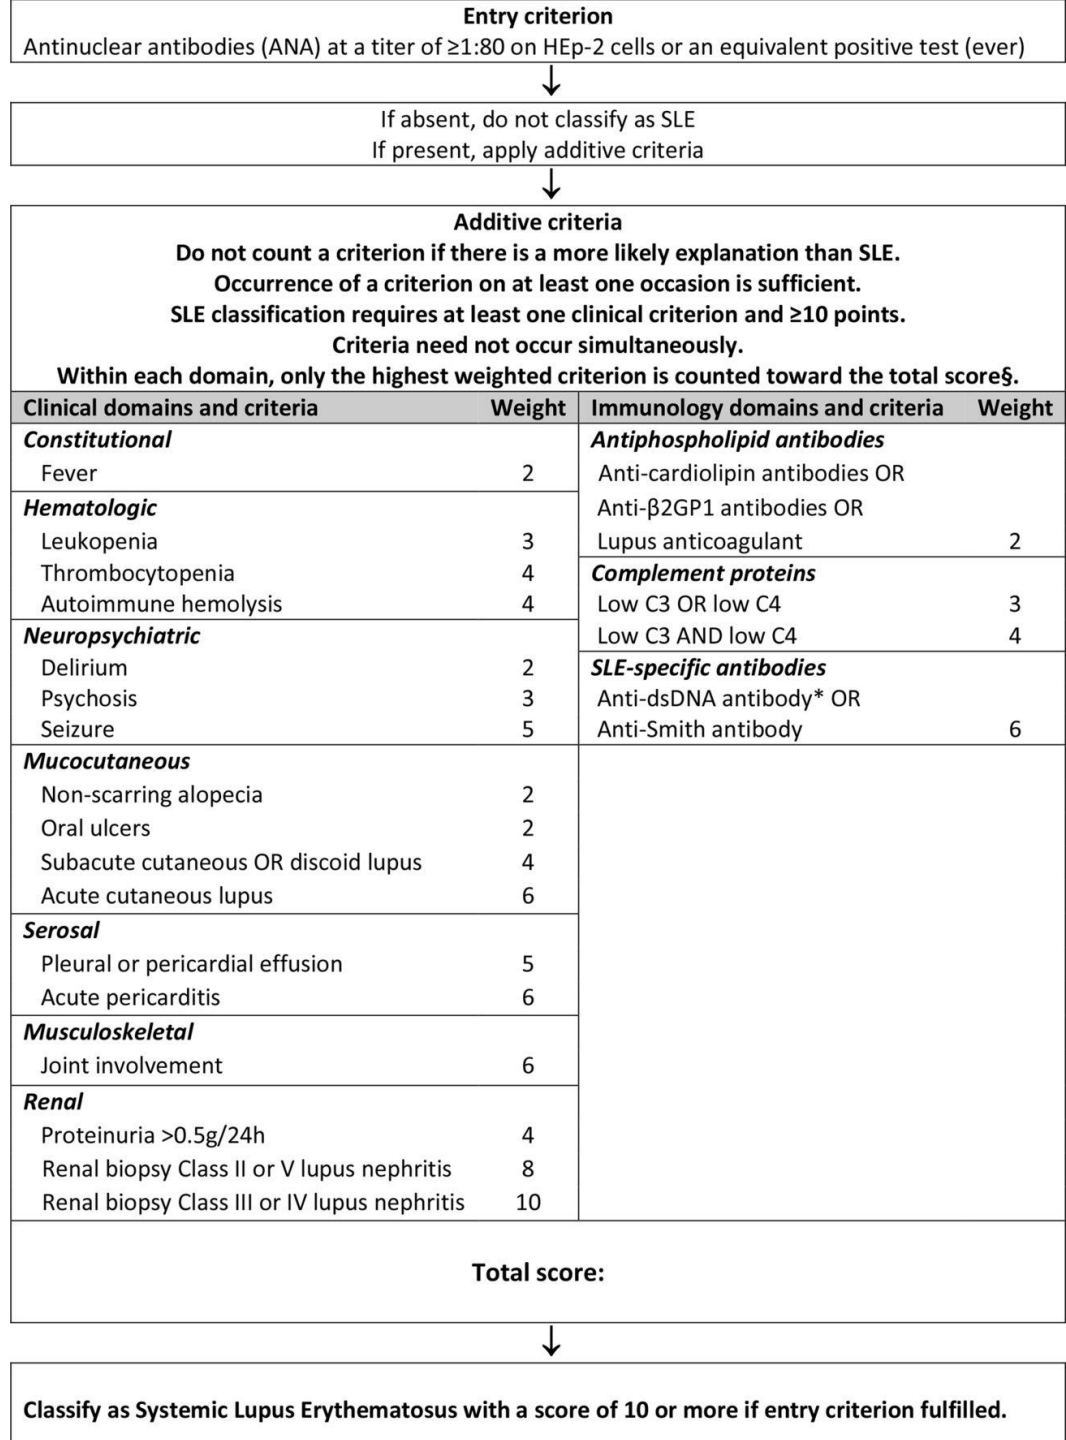 Entry criterion
Antinuclear antibodies (ANA) at a titer of ≥1:80 on HEp-2 cells or an equivalent positive test (ever)
If absent, do not classify as SLE
If present, apply additive criteria
Additive criteria
Do not count a criterion if there is a more likely explanation than SLE.
Occurrence of a criterion on at least one occasion is sufficient.
SLE classification requires at least one clinical criterion and ≥10 points.
Criteria need not occur simultaneously.
Within each domain, only the highest weighted criterion is counted toward the total score§.
Clinical domains and criteria Weight
Constitutional
Fever 2
Hematologic
Leukopenia 3
Thrombocytopenia 4
Autoimmune hemolysis 4
Neuropsychiatric
Delirium 2
Psychosis 3
Seizure 5
Mucocutaneous
Non-scarring alopecia 2
Oral ulcers 2
Subacute cutaneous OR discoid lupus 4
Acute cutaneous lupus 6
Serosal
Pleural or pericardial effusion 5
Acute pericarditis 6
Musculoskeletal
Joint involvement 6
Renal
Proteinuria >0.5g/24h 4
Renal biopsy Class II or V lupus nephritis 8
Renal biopsy Class III or IV lupus nephritis 10
Immunology domains and criteria Weight
Antiphospholipid antibodies
Anti-cardiolipin antibodies OR
Anti-β2GP1 antibodies OR
Lupus anticoagulant 2
Complement proteins
Low C3 OR low C4 3
Low C3 AND low C4 4
SLE-specific antibodies
Anti-dsDNA antibody* OR
Anti-Smith antibody 6
Total score:
Classify as Systemic Lupus Erythematosus with a score of 10 or more if entry criterion fulfilled.